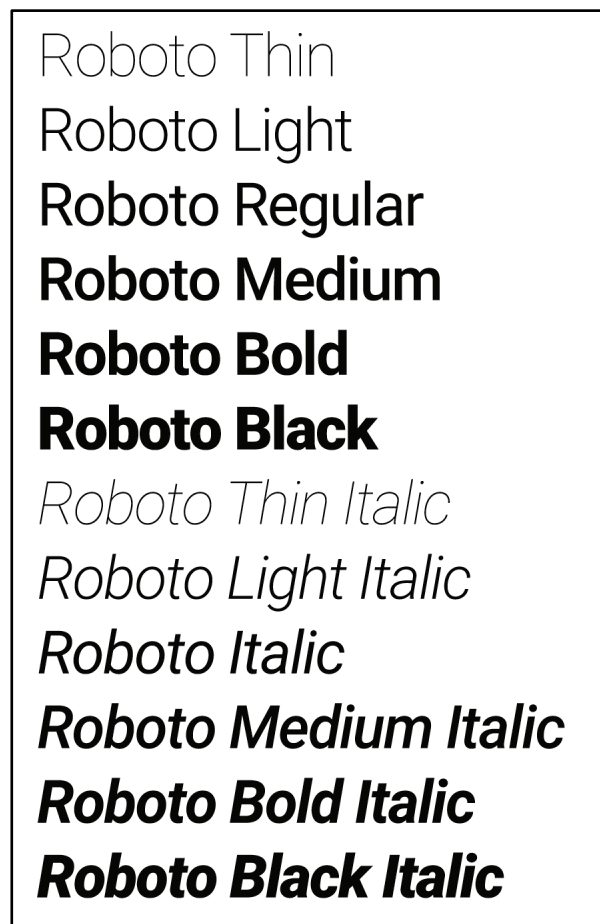 Roboto Thin
Roboto Light
Roboto Regular
Roboto Medium
Roboto Bold
Roboto Black
Roboto Thin Italic
Roboto Light Italic
Roboto Italic
Roboto Medium Italic
Roboto Bold Italic
Roboto Black Italic